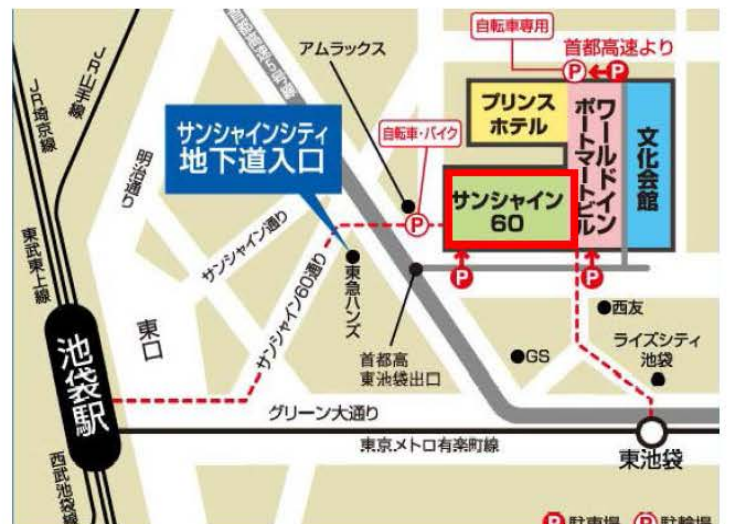 自転車専用
首都高速より
P
P
アムラックス
首都高速5号線
JR山手線
JR埼京線
プリンス
ホテル
ワールドイン
ポートマートビル
文化会館
サンシャインシティ
地下道入口
自転車・バイク
P
サンシャイン
60
明治通り
サンシャイン通り
東武東上線
サンシャイン60通り
東急ハンズ
P
P
西友
東口
池袋駅
首都高
東池袋出口
GS
ライズシティ
池袋
グリーン大通り
東京メトロ有楽町線
東池袋
西武池袋線
P 駐車場
P 駐輪場